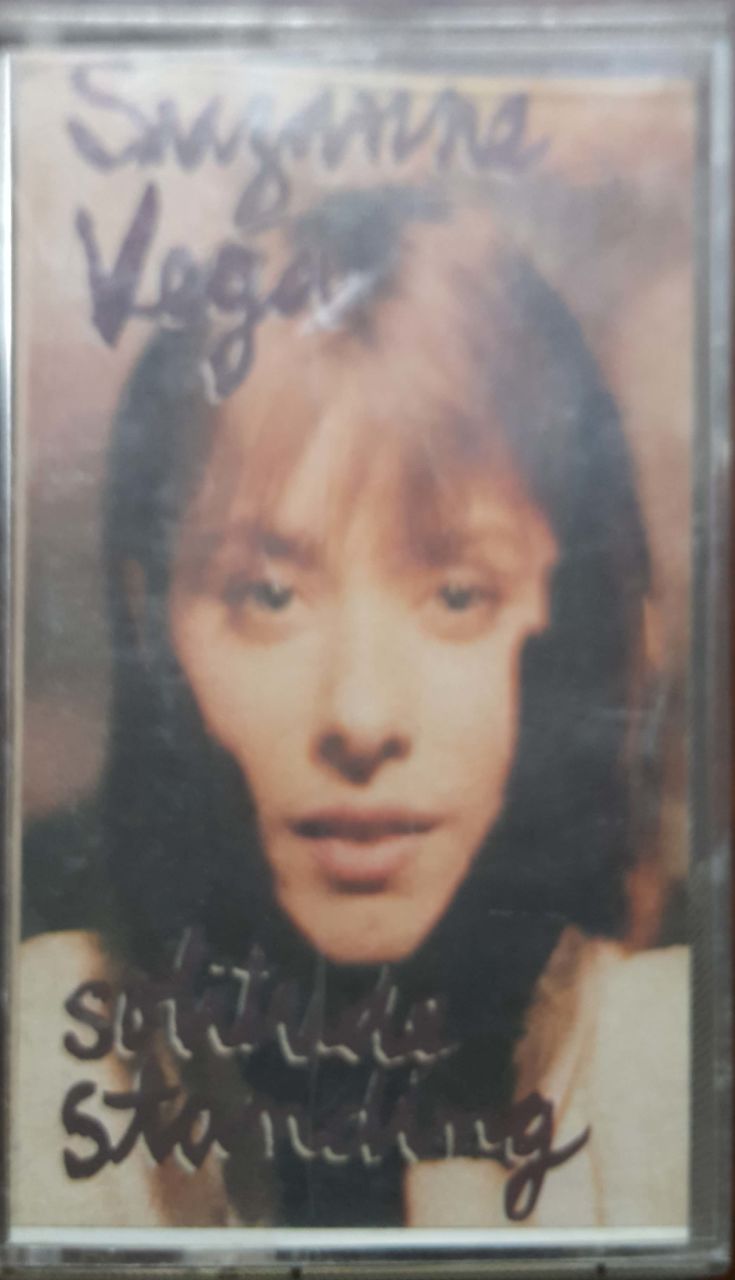 Suzanne
Vega
solitude
standing